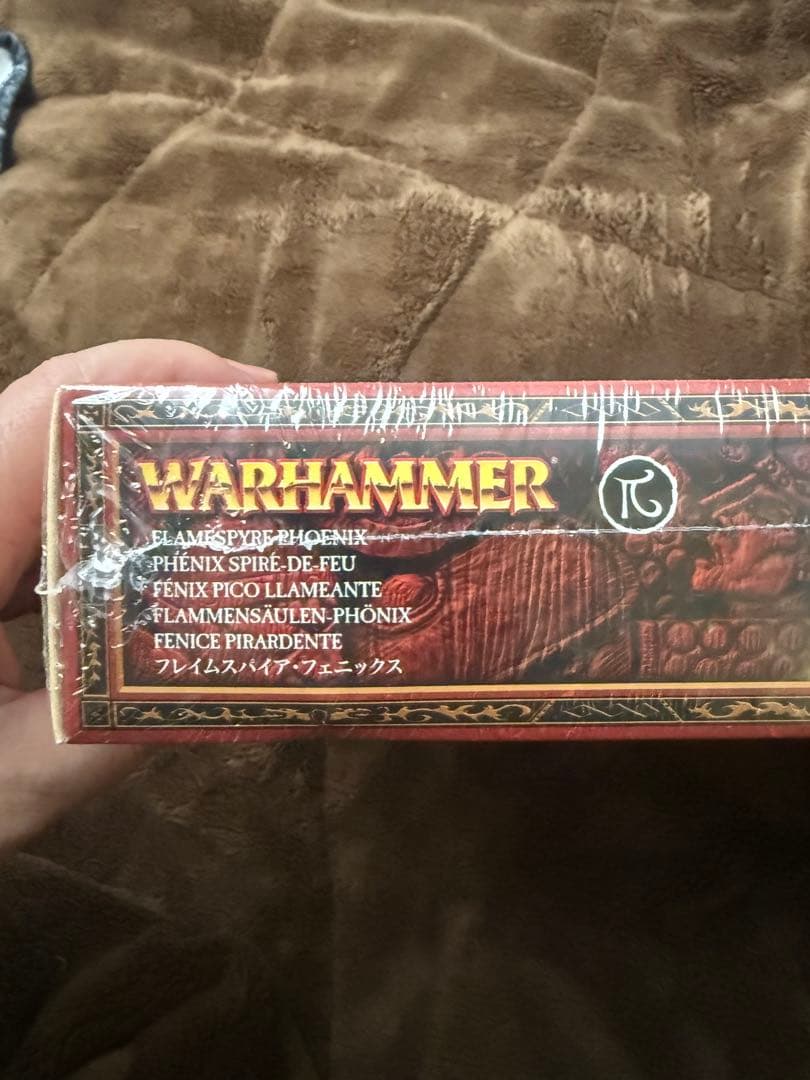 WARHAMMER®
FLAMESPYRE PHOENIX
PHÉNIX SPIRÉ-DE-FEU
FÉNIX PICO LLAMEANTE
FLAMMENSÄULEN-PHÖNIX
FENICE PIRARDENTE
フレイムスパイア・フェニックス